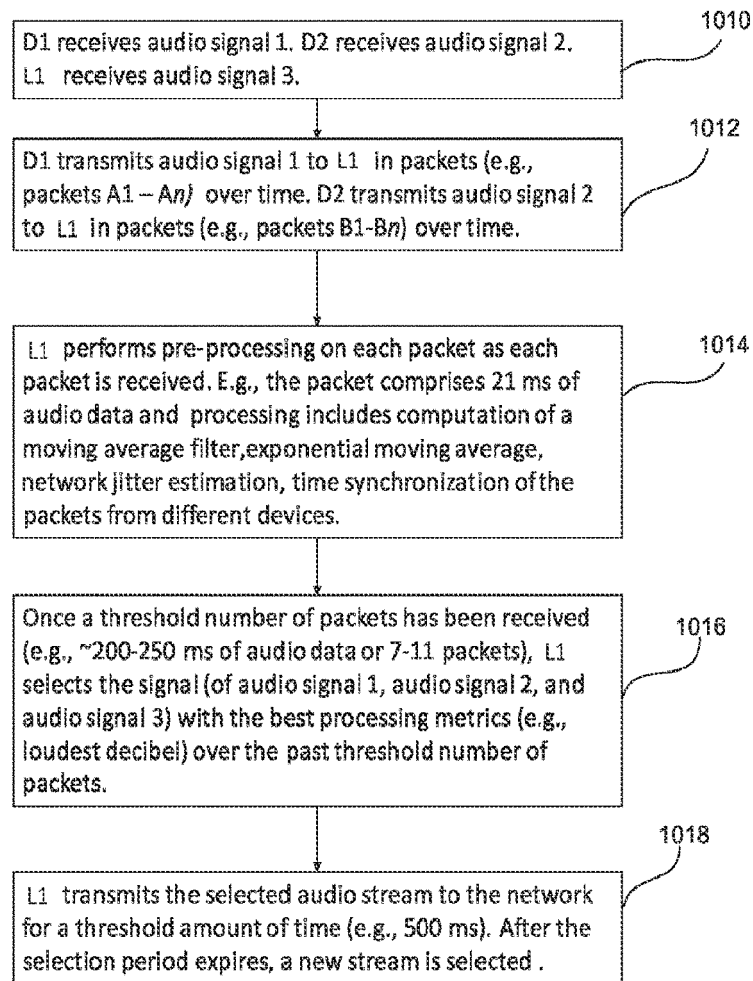 D1 receives audio signal 1. D2 receives audio signal 2.
L1 receives audio signal 3.
1010
D1 transmits audio signal 1 to L1 in packets (e.g.,
packets A1 – An) over time. D2 transmits audio signal 2
to L1 in packets (e.g., packets B1-Bn) over time.
1012
L1 performs pre-processing on each packet as each
packet is received. E.g., the packet comprises 21 ms of
audio data and processing includes computation of a
moving average filter,exponential moving average,
network jitter estimation, time synchronization of the
packets from different devices.
1014
Once a threshold number of packets has been received
(e.g., ~200-250 ms of audio data or 7-11 packets), L1
selects the signal (of audio signal 1, audio signal 2, and
audio signal 3) with the best processing metrics (e.g.,
loudest decibel) over the past threshold number of
packets.
1016
L1 transmits the selected audio stream to the network
for a threshold amount of time (e.g., 500 ms). After the
selection period expires, a new stream is selected .
1018